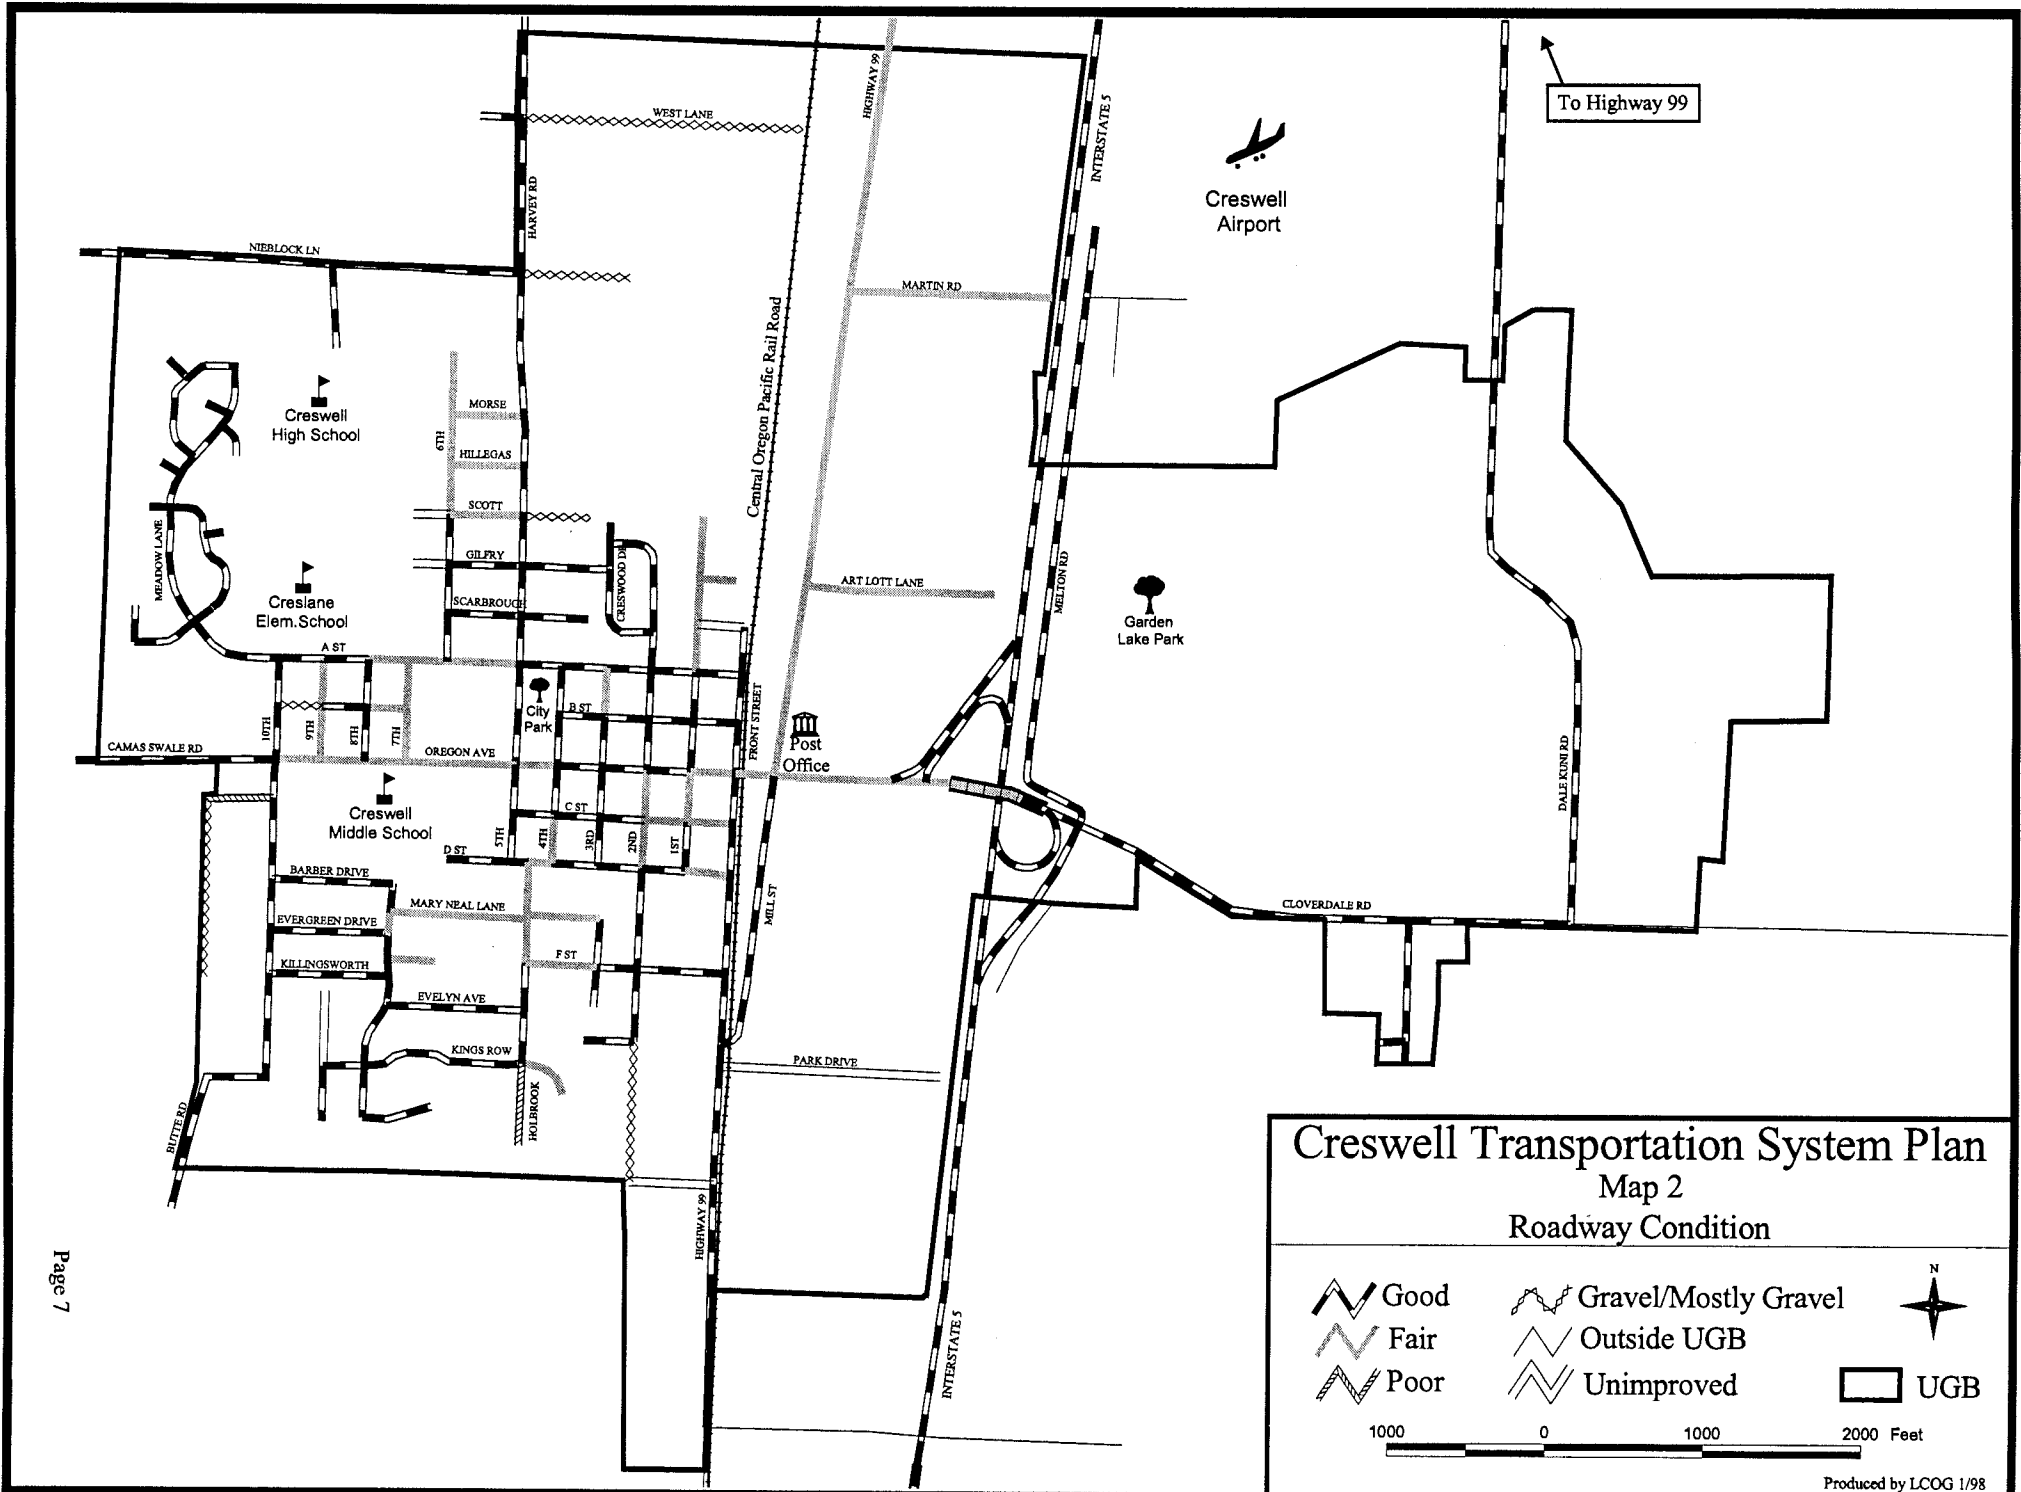 HIGHWAY 99
To Highway 99
WEST LANE
INTERSTATE 5
HARVEY RD
Creswell
Airport
NIEBLOCK LN
MARTIN RD
Central Oregon Pacific Rail Road
Creswell
High School
6TH
MORSE
HILLEGAS
SCOTT
GILFRY
SCARBROUGH
CRESWOOD DR
MEADOW LANE
Creslane
Elem.School
ART LOTT LANE
MELTON RD
Garden
Lake Park
A ST
City
Park
B ST
FRONT STREET
Post
Office
10TH
9TH
8TH
7TH
CAMAS SWALE RD
OREGON AVE
DALE KUNI RD
Creswell
Middle School
C ST
5TH
4TH
3RD
2ND
1ST
D ST
BARBER DRIVE
MARY NEAL LANE
MILL ST
CLOVERDALE RD
EVERGREEN DRIVE
F ST
KILLINGSWORTH
EVELYN AVE
KINGS ROW
PARK DRIVE
HOLBROOK
BUTTE RD
HIGHWAY 99
INTERSTATE 5
Page 7
Creswell Transportation System Plan
Map 2
Roadway Condition
Good
Gravel/Mostly Gravel
N
Fair
Outside UGB
Poor
Unimproved
UGB
1000 0 1000 2000 Feet
Produced by LCOG 1/98